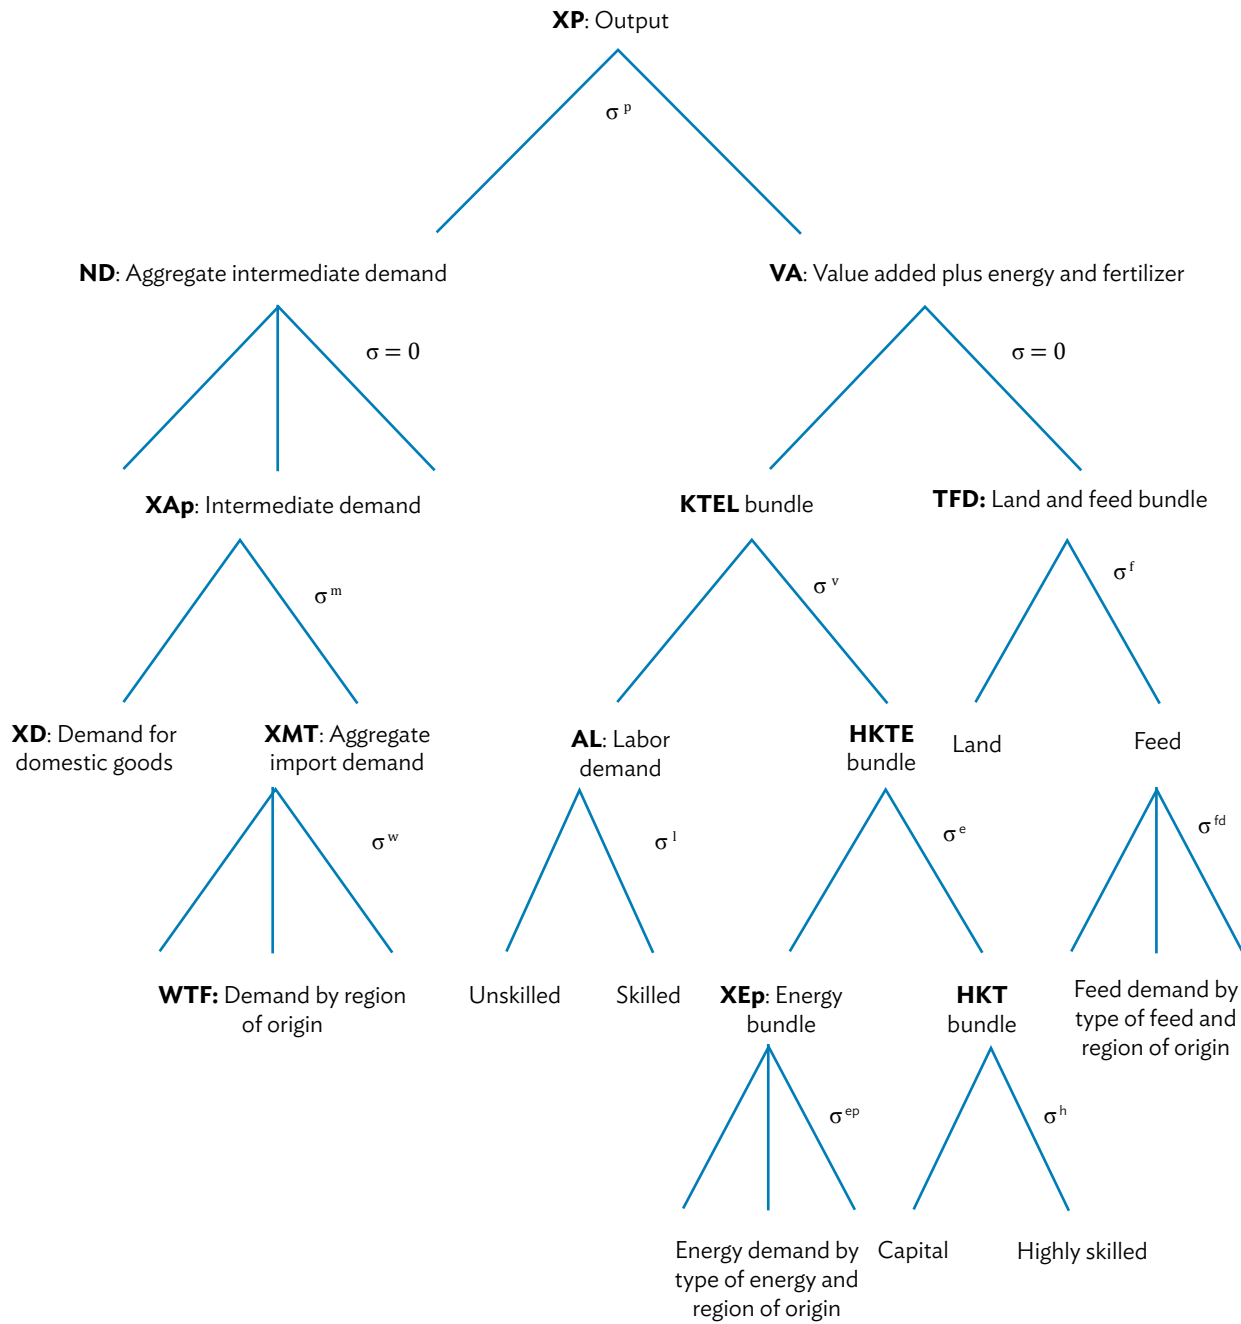 XP: Output
σ p
ND: Aggregate intermediate demand
VA: Value added plus energy and fertilizer
σ = 0
σ = 0
XAp: Intermediate demand
KTEL bundle
TFD: Land and feed bundle
σ m
σ v
σ f
XD: Demand for
domestic goods
XMT: Aggregate
import demand
AL: Labor
demand
HKTE
bundle
Land
Feed
σ w
σ l
σ e
σ fd
WTF: Demand by region
of origin
Unskilled
Skilled
XEp: Energy
bundle
HKT
bundle
Feed demand by
type of feed and
region of origin
σ ep
σ h
Energy demand by
type of energy and
region of origin
Capital
Highly skilled